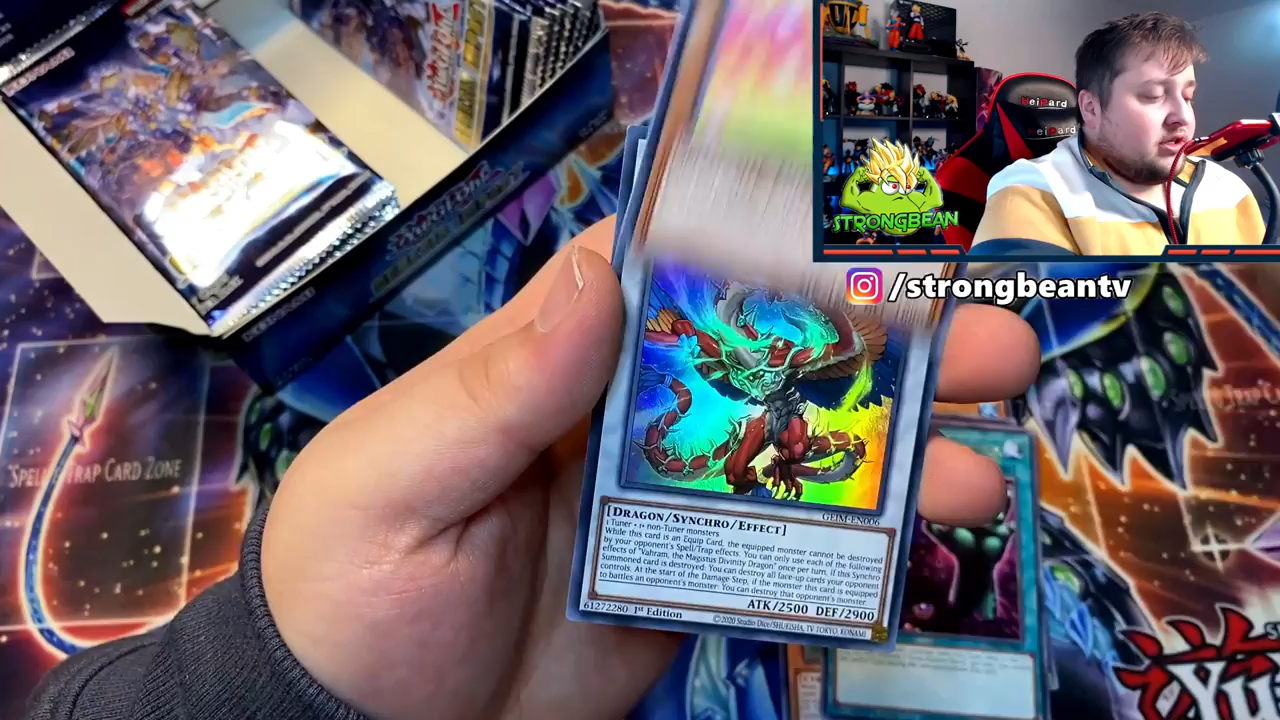 NeiPard
NeiPard
STRONGBEAN
/strongbeantv
SPELL & TRAP CARD ZONE
GEIM-EN006
[DRAGON/SYNCHRO/EFFECT]
1 Tuner + 1+ non-Tuner monsters
While this card is an Equip Card, the equipped monster cannot be destroyed
by your opponent's Spell/Trap effects. You can only use each of the following
effects of "Vahram, the Magistus Divinity Dragon" once per turn. If this Synchro
Summoned card is destroyed: You can destroy all face-up cards your opponent
controls. At the start of the Damage Step, if the monster this card is equipped
to battles an opponent's monster: You can destroy that opponent's monster.
ATK/2500 DEF/2900
61272280 1st Edition
©2020 Studio Dice/SHUEISHA, TV TOKYO, KONAMI